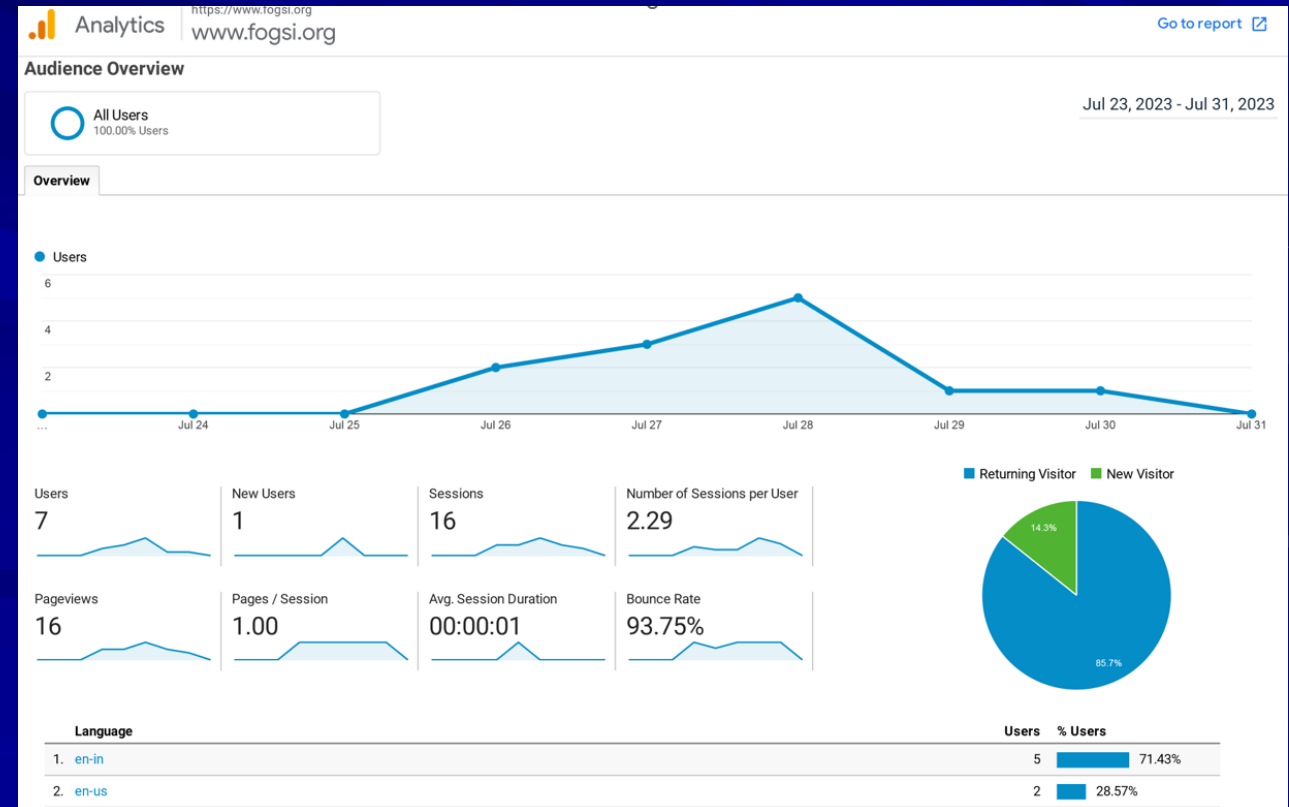 https://www.fogsi.org
Analytics
www.fogsi.org
Go to report
Audience Overview
All Users
100.00% Users
Jul 23, 2023 - Jul 31, 2023
Overview
Users
6
4
2
... Jul 24 Jul 25 Jul 26 Jul 27 Jul 28 Jul 29 Jul 30 Jul 31
Returning Visitor New Visitor
Users New Users Sessions Number of Sessions per User
7 1 16 2.29
14.3%
Pageviews Pages / Session Avg. Session Duration Bounce Rate
16 1.00 00:00:01 93.75%
85.7%
Language Users % Users
1. en-in 5 71.43%
2. en-us 2 28.57%